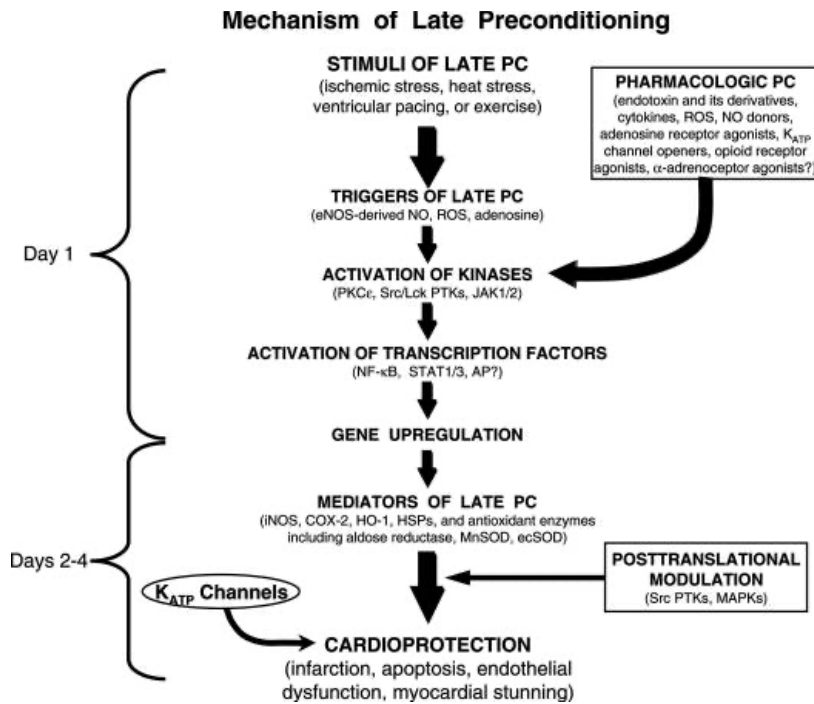 Mechanism of Late Preconditioning
STIMULI OF LATE PC
(ischemic stress, heat stress,
ventricular pacing, or exercise)
PHARMACOLOGIC PC
(endotoxin and its derivatives,
cytokines, ROS, NO donors,
adenosine receptor agonists, K_ATP
channel openers, opioid receptor
agonists, α-adrenoceptor agonists?)
TRIGGERS OF LATE PC
(eNOS-derived NO, ROS, adenosine)
Day 1
ACTIVATION OF KINASES
(PKCε, Src/Lck PTKs, JAK1/2)
ACTIVATION OF TRANSCRIPTION FACTORS
(NF-κB, STAT1/3, AP?)
GENE UPREGULATION
MEDIATORS OF LATE PC
(iNOS, COX-2, HO-1, HSPs, and antioxidant enzymes
including aldose reductase, MnSOD, ecSOD)
Days 2-4
POSTTRANSLATIONAL
MODULATION
(Src PTKs, MAPKs)
K_ATP Channels
CARDIOPROTECTION
(infarction, apoptosis, endothelial
dysfunction, myocardial stunning)